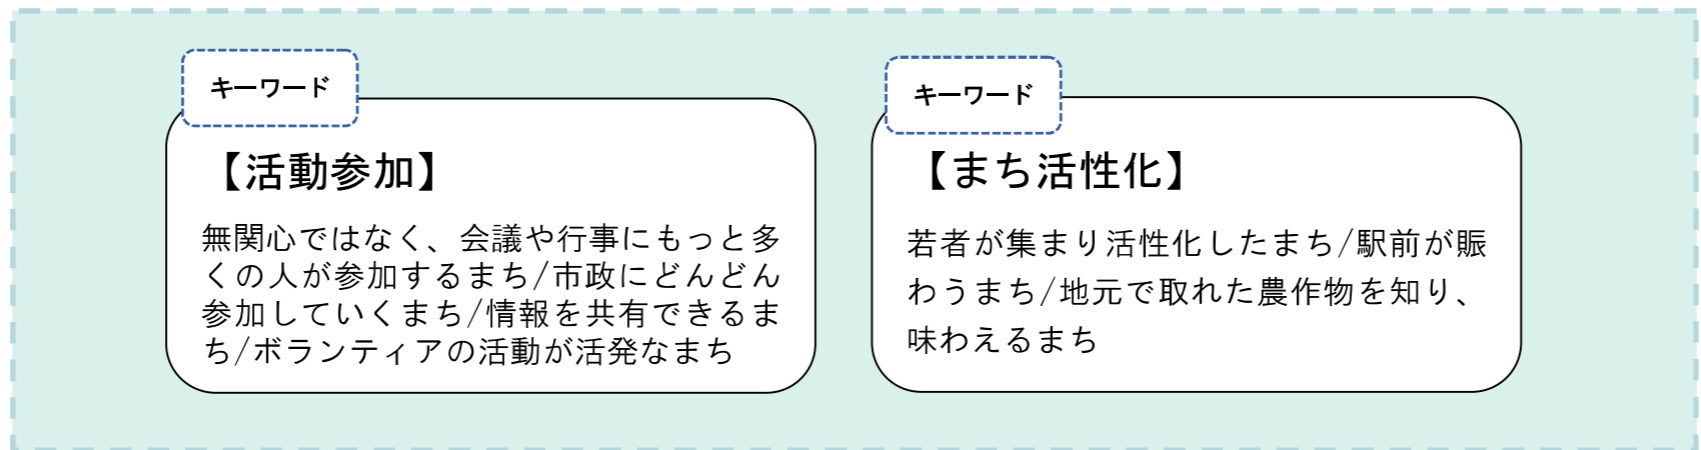 キーワード
【活動参加】
無関心ではなく、会議や行事にもっと多
くの人が参加するまち/市政にどんどん
参加していくまち/情報を共有できるま
ち/ボランティアの活動が活発なまち
キーワード
【まち活性化】
若者が集まり活性化したまち/駅前が賑
わうまち/地元で取れた農作物を知り、
味わえるまち